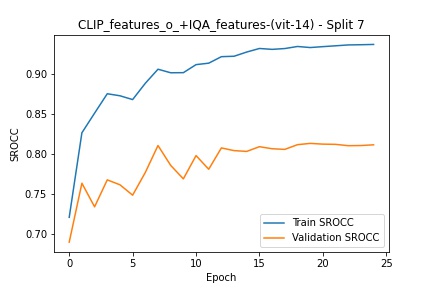 CLIP_features_o_+IQA_features-(vit-14) - Split 7
SROCC
0.90
0.85
0.80
0.75
0.70
0
5
10
15
20
25
Epoch
Train SROCC
Validation SROCC